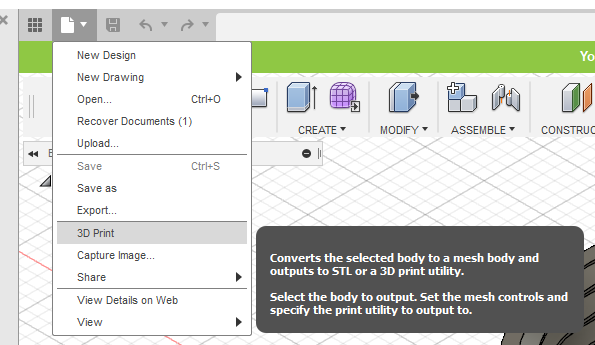 Yo
New Design
New Drawing
Open... Ctrl+O
Recover Documents (1)
Upload...
Save Ctrl+S
Save as
Export...
3D Print
Capture Image...
Share
View Details on Web
View
CREATE
MODIFY
ASSEMBLE
CONSTRUC
Converts the selected body to a mesh body and
outputs to STL or a 3D print utility.
Select the body to output. Set the mesh controls and
specify the print utility to output to.